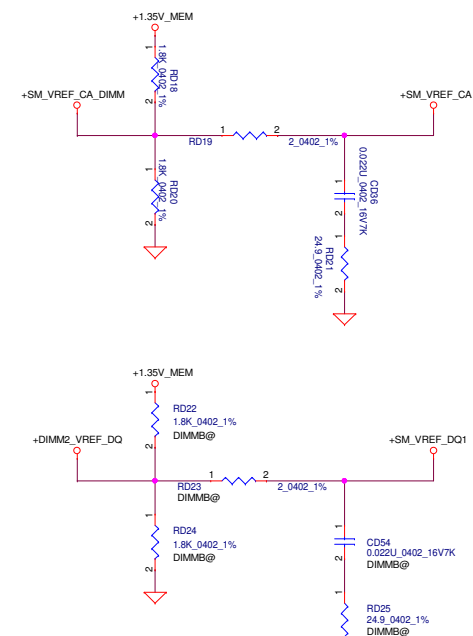 +1.35V_MEM
1
RD18
1.8K_0402_1%
2
+SM_VREF_CA_DIMM
+SM_VREF_CA
1
2
RD19
2_0402_1%
1
RD20
1.8K_0402_1%
2
1
CD36
0.022U_0402_16V7K
2
1
RD21
24.9_0402_1%
2
+1.35V_MEM
1
RD22
1.8K_0402_1%
DIMMB@
2
+DIMM2_VREF_DQ
+SM_VREF_DQ1
1
2
RD23
2_0402_1%
DIMMB@
1
RD24
1.8K_0402_1%
DIMMB@
2
1
CD54
0.022U_0402_16V7K
DIMMB@
2
1
RD25
24.9_0402_1%
DIMMB@